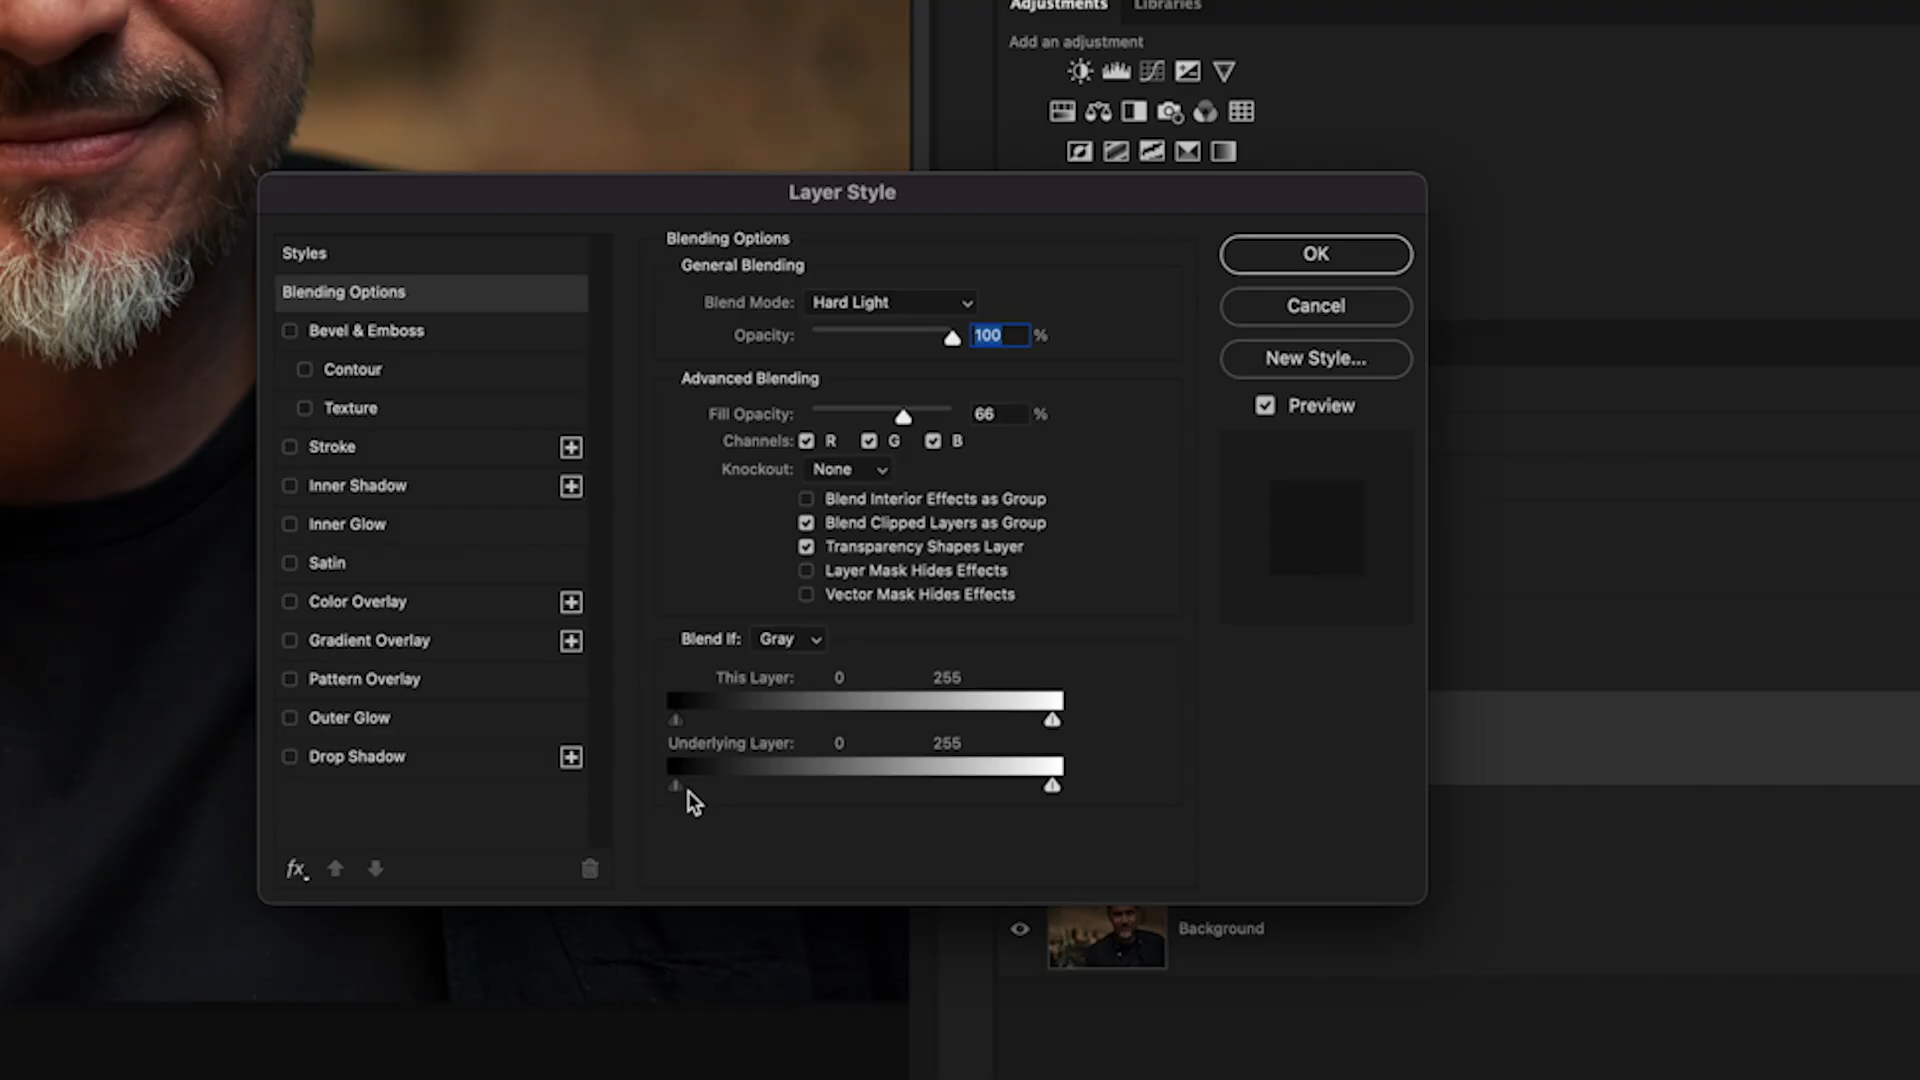 Adjustments Libraries
Add an adjustment
Layer Style
Styles
Blending Options
Bevel & Emboss
Contour
Texture
Stroke
Inner Shadow
Inner Glow
Satin
Color Overlay
Gradient Overlay
Pattern Overlay
Outer Glow
Drop Shadow
fx
Blending Options
General Blending
Blend Mode: Hard Light
Opacity: 100 %
Advanced Blending
Fill Opacity: 66 %
Channels: R G B
Knockout: None
Blend Interior Effects as Group
Blend Clipped Layers as Group
Transparency Shapes Layer
Layer Mask Hides Effects
Vector Mask Hides Effects
Blend If: Gray
This Layer: 0 255
Underlying Layer: 0 255
OK
Cancel
New Style...
Preview
Background